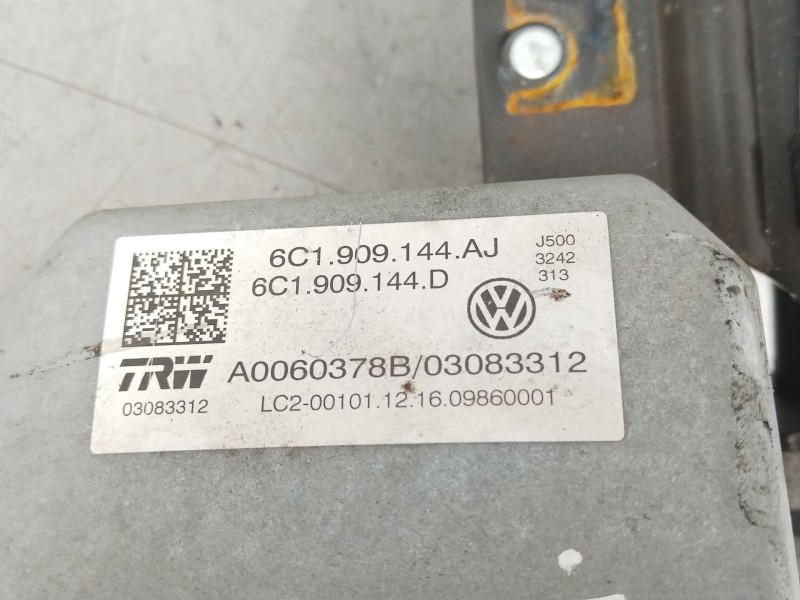 6C1.909.144.AJ
6C1.909.144.D
J500
3242
313
VW
TRW
A0060378B/03083312
03083312
LC2-00101.12.16.09860001